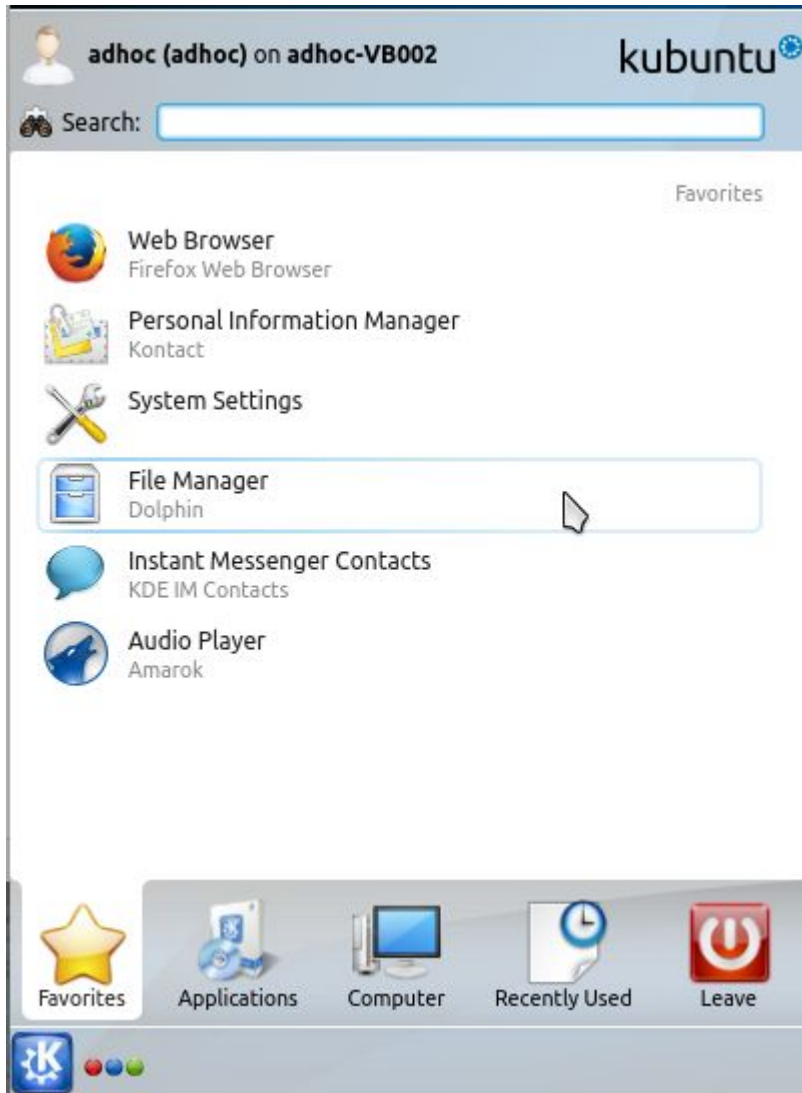 adhoc (adhoc) on adhoc-VB002
kubuntu
Search:
Favorites
Web Browser
Firefox Web Browser
Personal Information Manager
Kontact
System Settings
File Manager
Dolphin
Instant Messenger Contacts
KDE IM Contacts
Audio Player
Amarok
Favorites
Applications
Computer
Recently Used
Leave
K